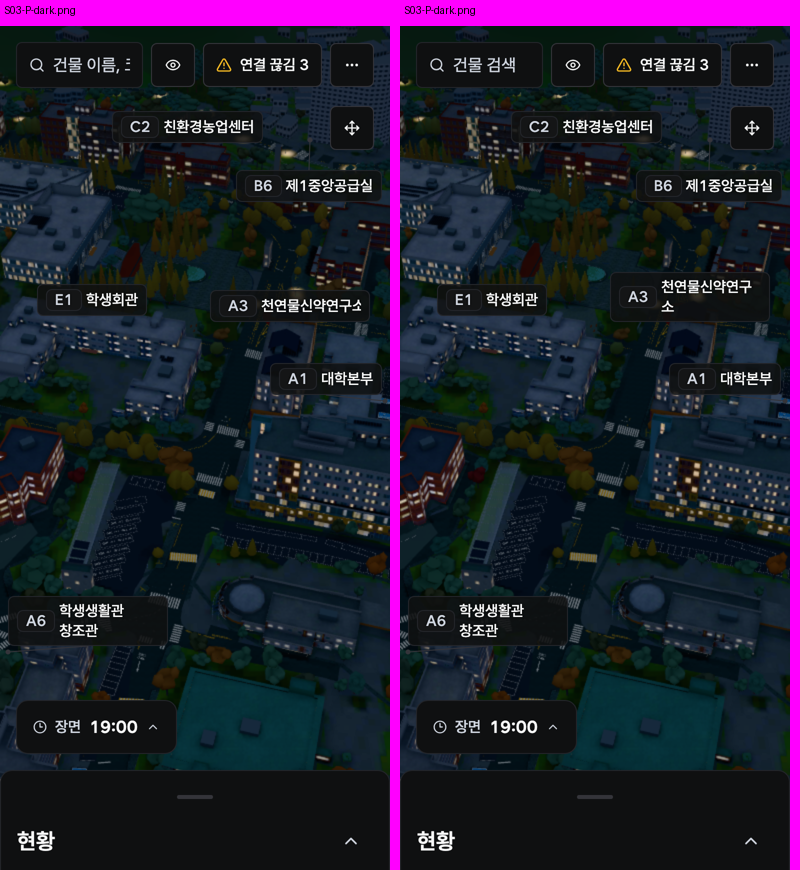 S03-P-dark.png
건물 이름, 
연결 끊김 3
C2 친환경농업센터
B6 제1중앙공급실
E1 학생회관
A3 천연물신약연구소
A1 대학본부
A6 학생생활관
창조관
장면 19:00
현황
S03-P-dark.png
건물 검색
연결 끊김 3
C2 친환경농업센터
B6 제1중앙공급실
E1 학생회관
A3 천연물신약연구
소
A1 대학본부
A6 학생생활관
창조관
장면 19:00
현황